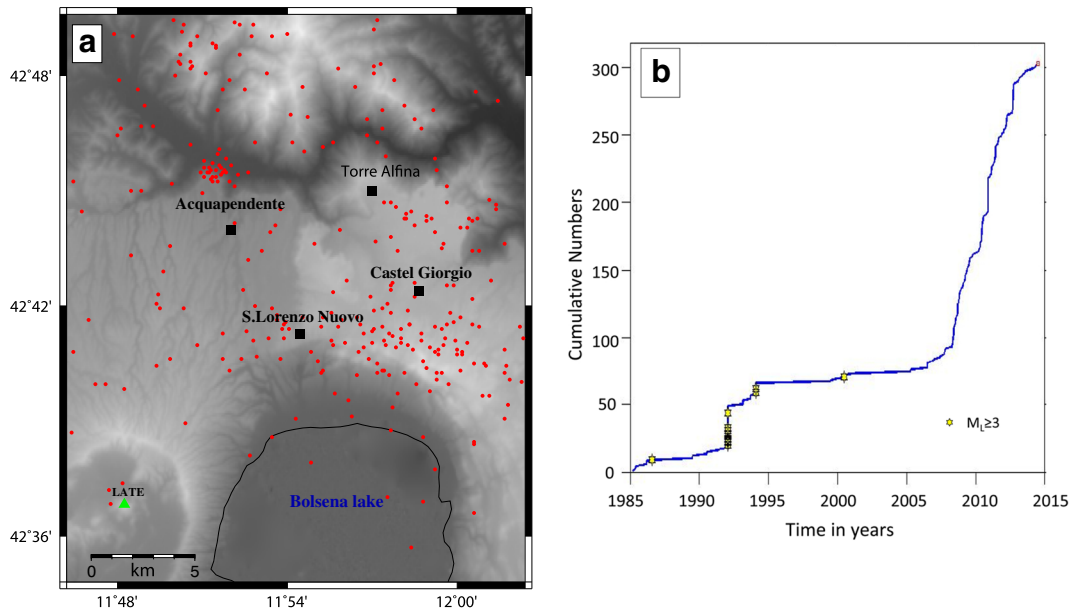 a
42°48'
42°42'
42°36'
Torre Alfina
Acquapendente
Castel Giorgio
S.Lorenzo Nuovo
LATE
Bolsena lake
0 km 5
11°48' 11°54' 12°00'
b
Cumulative Numbers
300
250
200
150
100
50
0
M_L≥3
1985 1990 1995 2000 2005 2010 2015
Time in years